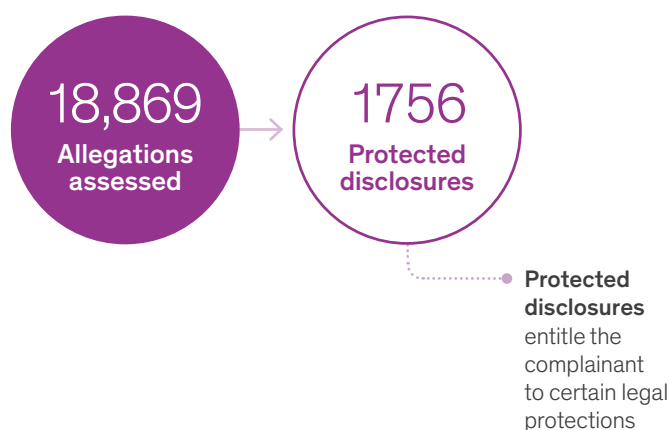 18,869
Allegations
assessed
1756
Protected
disclosures
Protected
disclosures
entitle the
complainant
to certain legal
protections